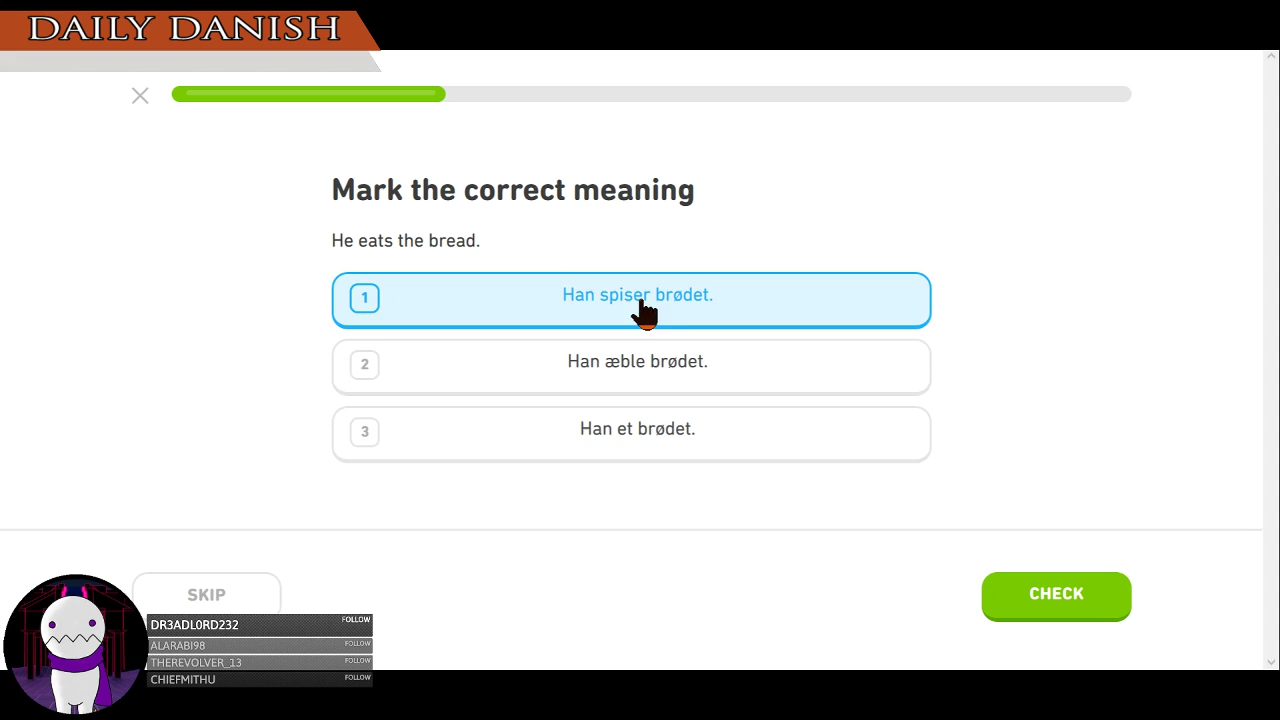 DAILY DANISH
Mark the correct meaning
He eats the bread.
1 Han spiser brødet.
2 Han æble brødet.
3 Han et brødet.
SKIP
CHECK
DR3ADL0RD232 FOLLOW
ALARABI98 FOLLOW
THEREVOLVER_13 FOLLOW
CHIEFMITHU FOLLOW